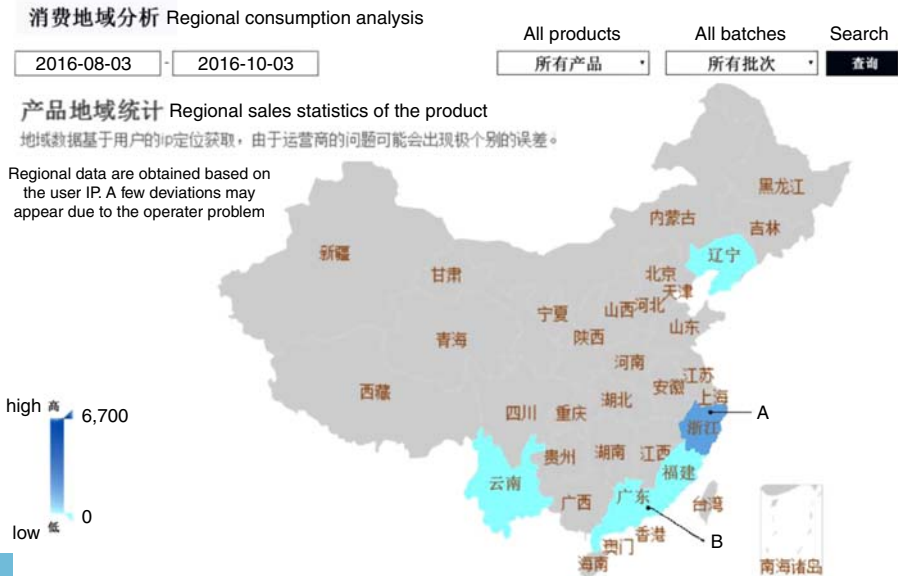 消费地域分析 Regional consumption analysis
All products All batches Search
2016-08-03 - 2016-10-03 所有产品 所有批次 查询
产品地域统计 Regional sales statistics of the product
地域数据基于用户的ip定位获取，由于运营商的问题可能会出现极个别的误差。
Regional data are obtained based on
the user IP. A few deviations may
appear due to the operater problem
黑龙江
内蒙古
吉林
新疆
辽宁
甘肃
北京
天津
宁夏
山西
河北
陕西
山东
青海
河南
江苏
安徽
西藏
上海
湖北
四川
重庆
浙江
A
high 高
6,700
贵州
湖南
江西
福建
云南
广西
广东
台湾
0
low 低
香港
澳门
B
海南
南海诸岛